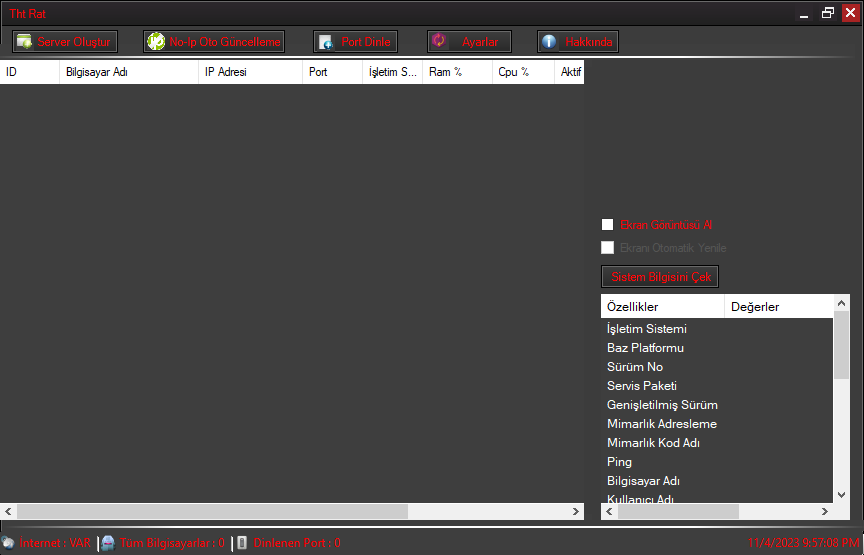 Tht Rat
Server Oluştur No-Ip Oto Güncelleme Port Dinle Ayarlar Hakkında
ID Bilgisayar Adı IP Adresi Port İşletim S... Ram % Cpu % Aktif
Ekran Görüntüsü Al
Ekranı Otomatik Yenile
Sistem Bilgisini Çek
Özellikler Değerler
İşletim Sistemi
Baz Platformu
Sürüm No
Servis Paketi
Genişletilmiş Sürüm
Mimarlık Adresleme
Mimarlık Kod Adı
Ping
Bilgisayar Adı
Kullanıcı Adı
İnternet : VAR Tüm Bilgisayarlar : 0 Dinlenen Port : 0 11/4/2023 9:57:08 PM